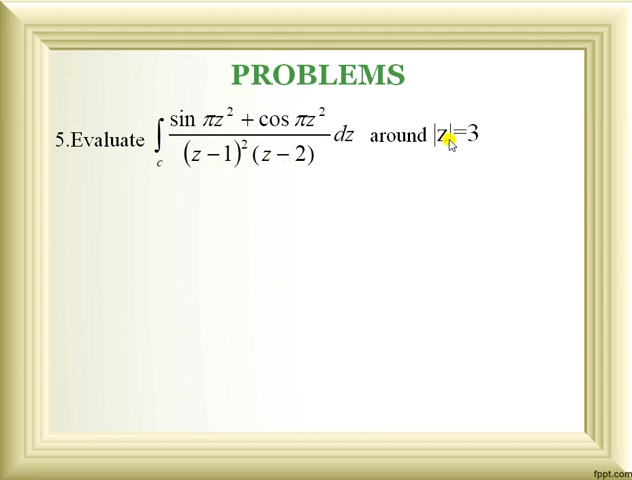 PROBLEMS
5.Evaluate ∫_c (sin πz² + cos πz²) / ((z − 1)² (z − 2)) dz around |z|=3
fppt.com